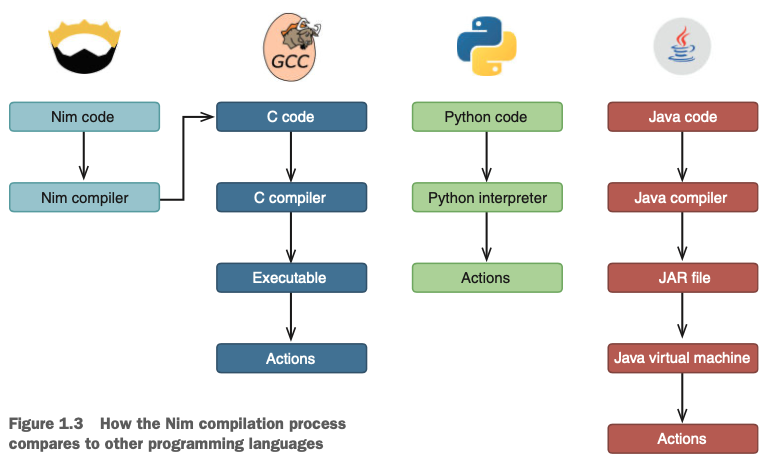 GCC
Nim code
C code
Python code
Java code
Nim compiler
C compiler
Python interpreter
Java compiler
Executable
Actions
JAR file
Actions
Java virtual machine
Actions
Figure 1.3 How the Nim compilation process
compares to other programming languages